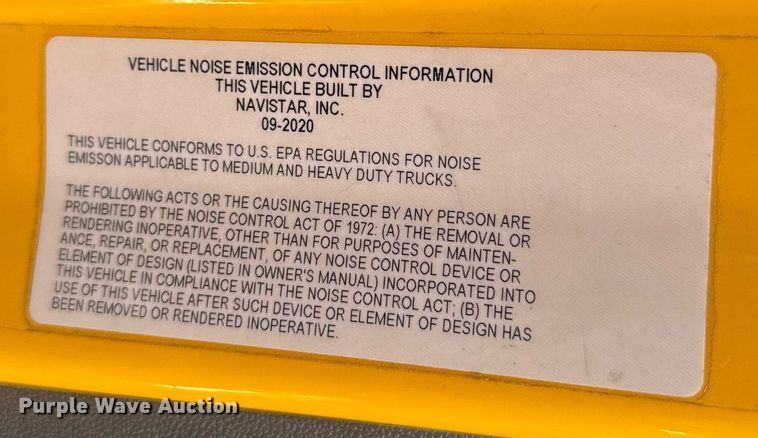 VEHICLE NOISE EMISSION CONTROL INFORMATION
THIS VEHICLE BUILT BY
NAVISTAR, INC.
09-2020
THIS VEHICLE CONFORMS TO U.S. EPA REGULATIONS FOR NOISE
EMISSON APPLICABLE TO MEDIUM AND HEAVY DUTY TRUCKS.
THE FOLLOWING ACTS OR THE CAUSING THEREOF BY ANY PERSON ARE
PROHIBITED BY THE NOISE CONTROL ACT OF 1972: (A) THE REMOVAL OR
RENDERING INOPERATIVE, OTHER THAN FOR PURPOSES OF MAINTEN-
ANCE, REPAIR, OR REPLACEMENT, OF ANY NOISE CONTROL DEVICE OR
ELEMENT OF DESIGN (LISTED IN OWNER'S MANUAL) INCORPORATED INTO
THIS VEHICLE IN COMPLIANCE WITH THE NOISE CONTROL ACT; (B) THE
USE OF THIS VEHICLE AFTER SUCH DEVICE OR ELEMENT OF DESIGN HAS
BEEN REMOVED OR RENDERED INOPERATIVE.
Purple Wave Auction